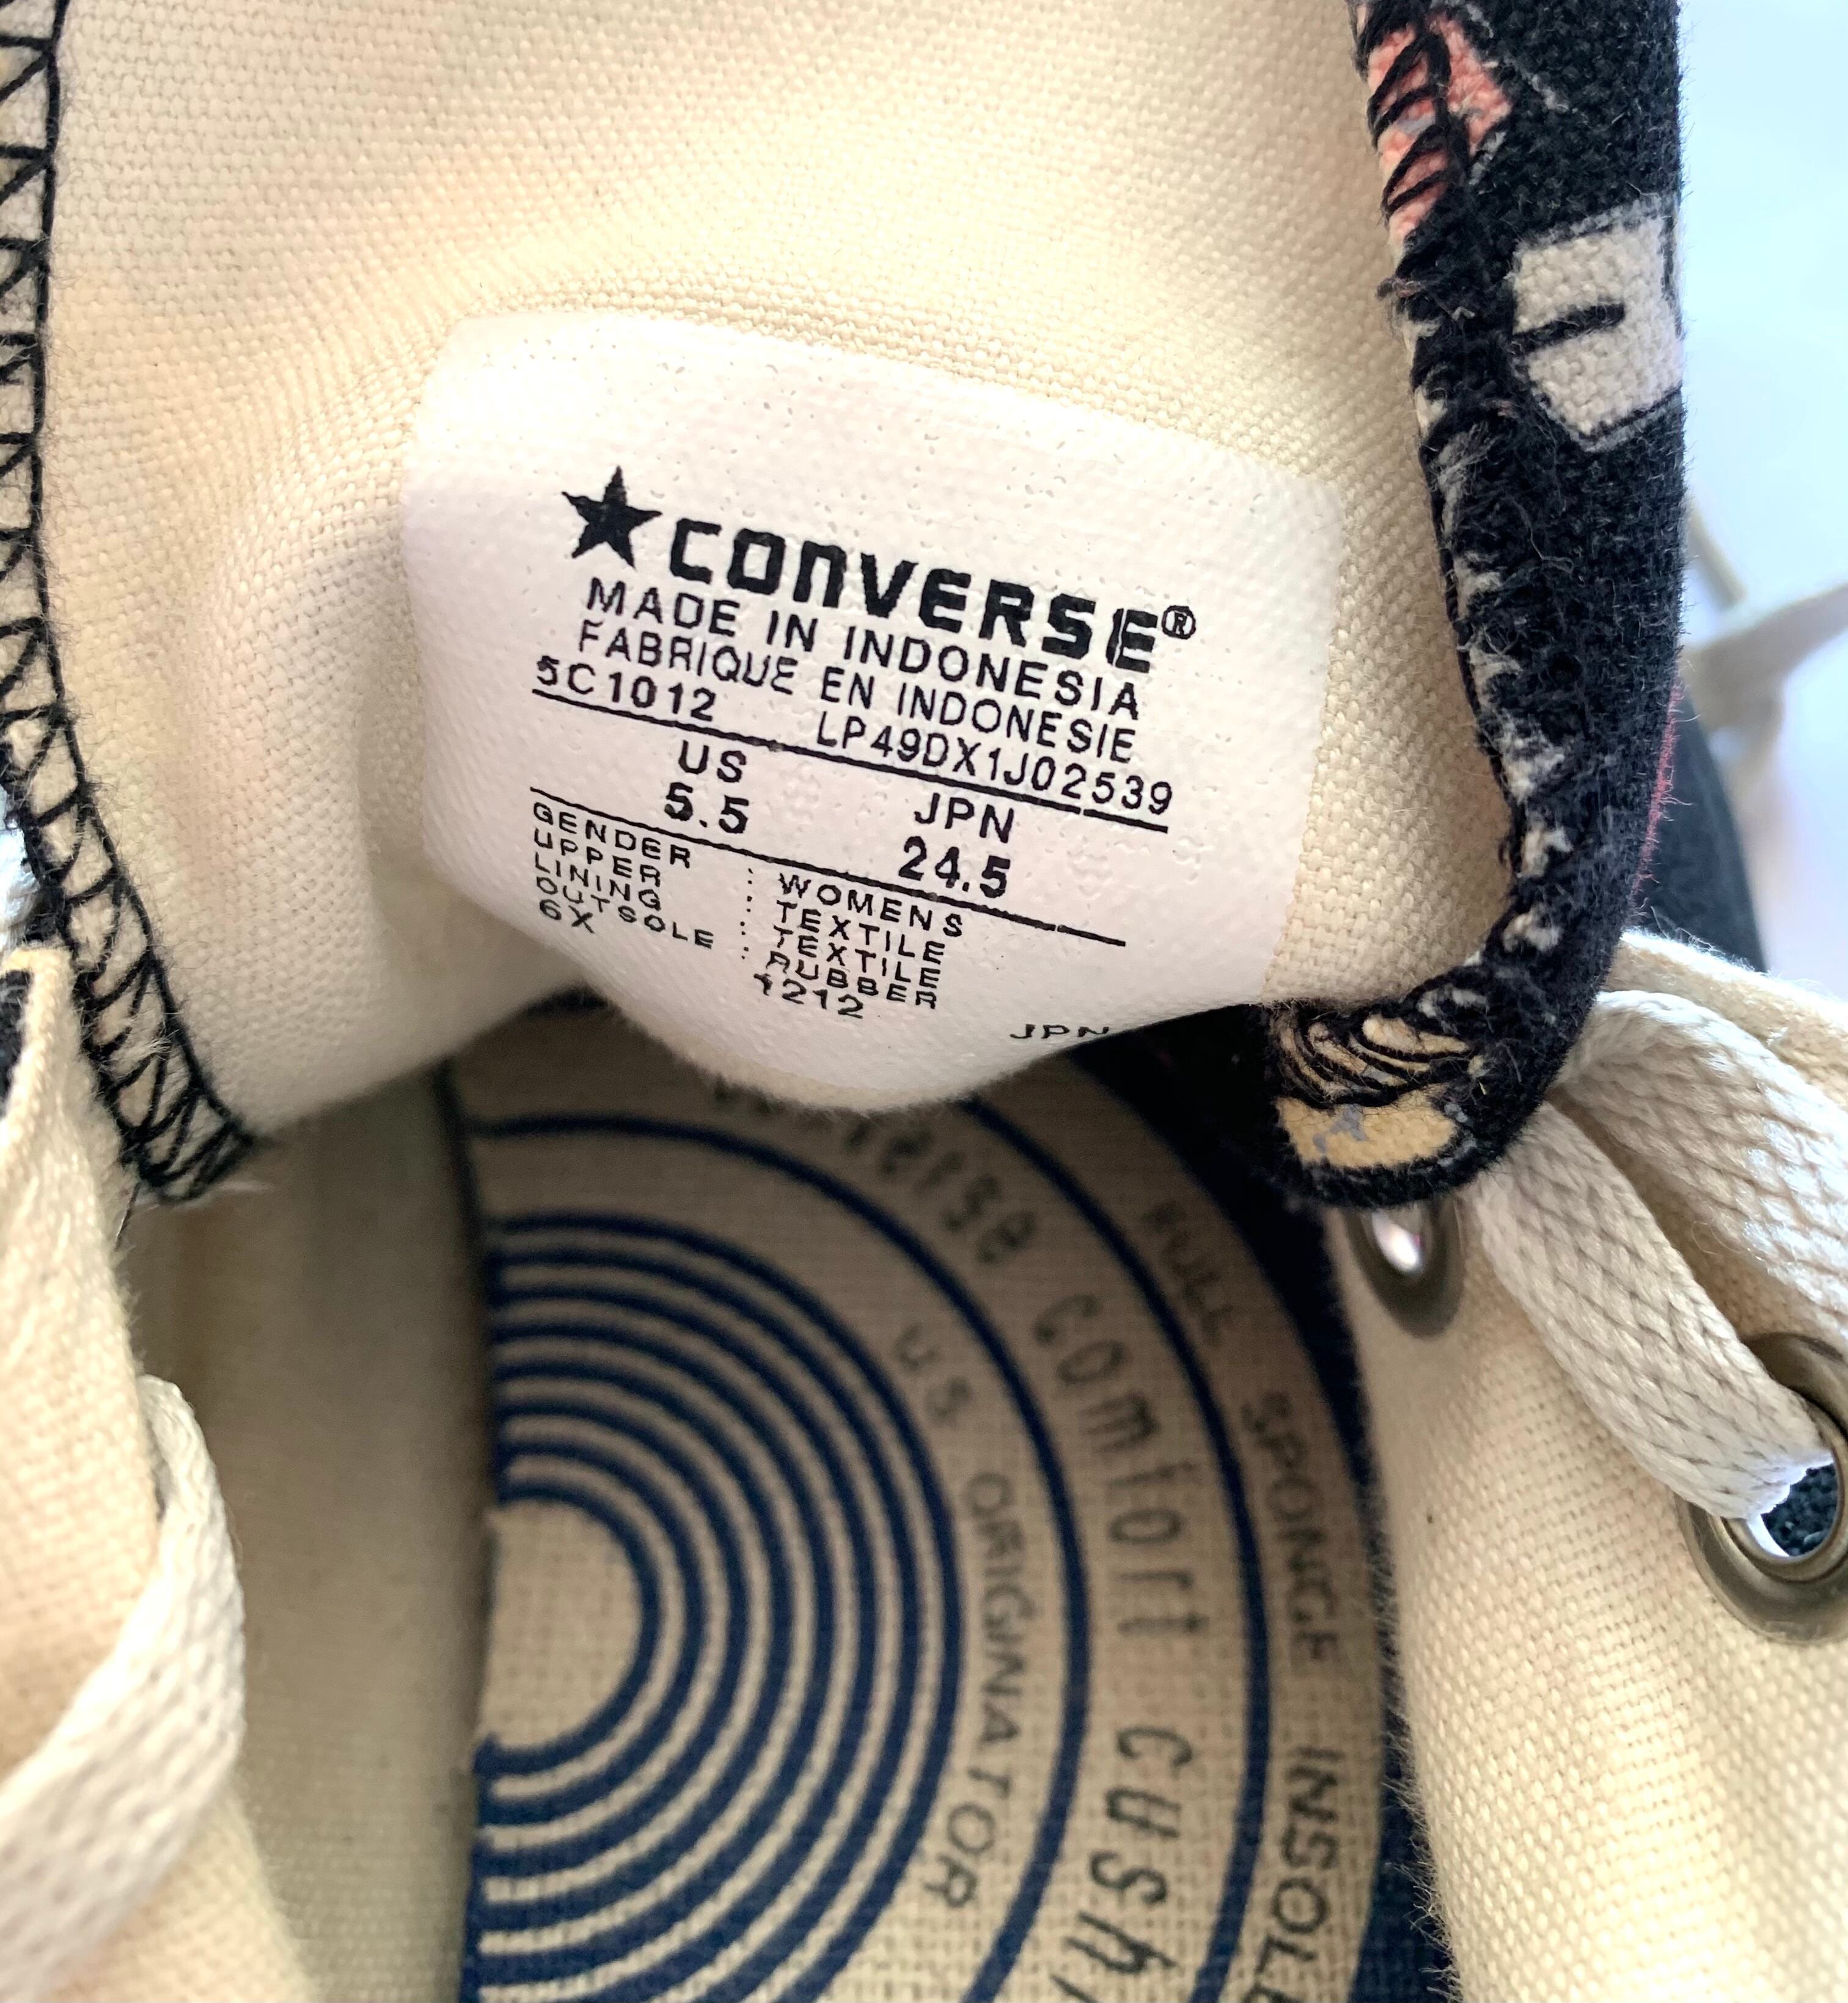 ★CONVERSE®
MADE IN INDONESIA
FABRIQUE EN INDONESIE
5C1012 LP49DX1J02539
US JPN
5.5 24.5
GENDER : WOMENS
UPPER : TEXTILE
LINING : TEXTILE
OUTSOLE : RUBBER
6X 1212
JPN
comfort cushi
US ORIGINATOR
SPONGE INSOLE